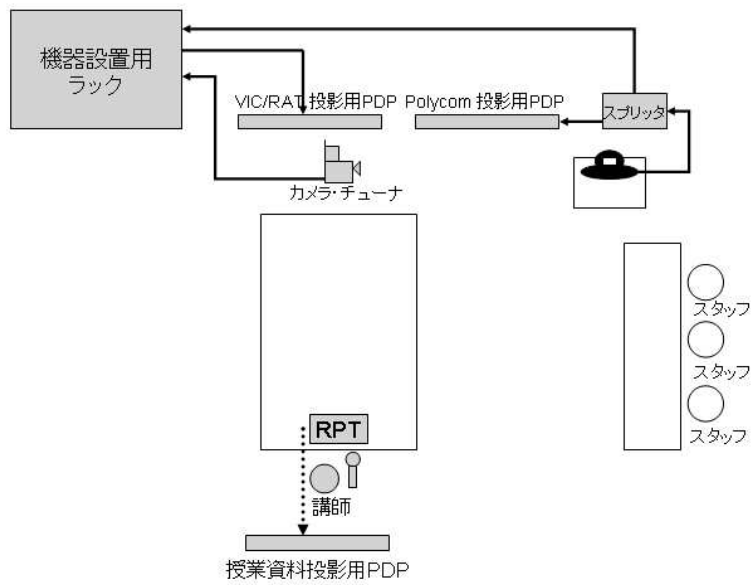 機器設置用
ラック
VIC/RAT 投影用PDP
Polycom 投影用PDP
スプリッタ
カメラ・チューナ
スタッフ
スタッフ
スタッフ
RPT
講師
授業資料投影用PDP